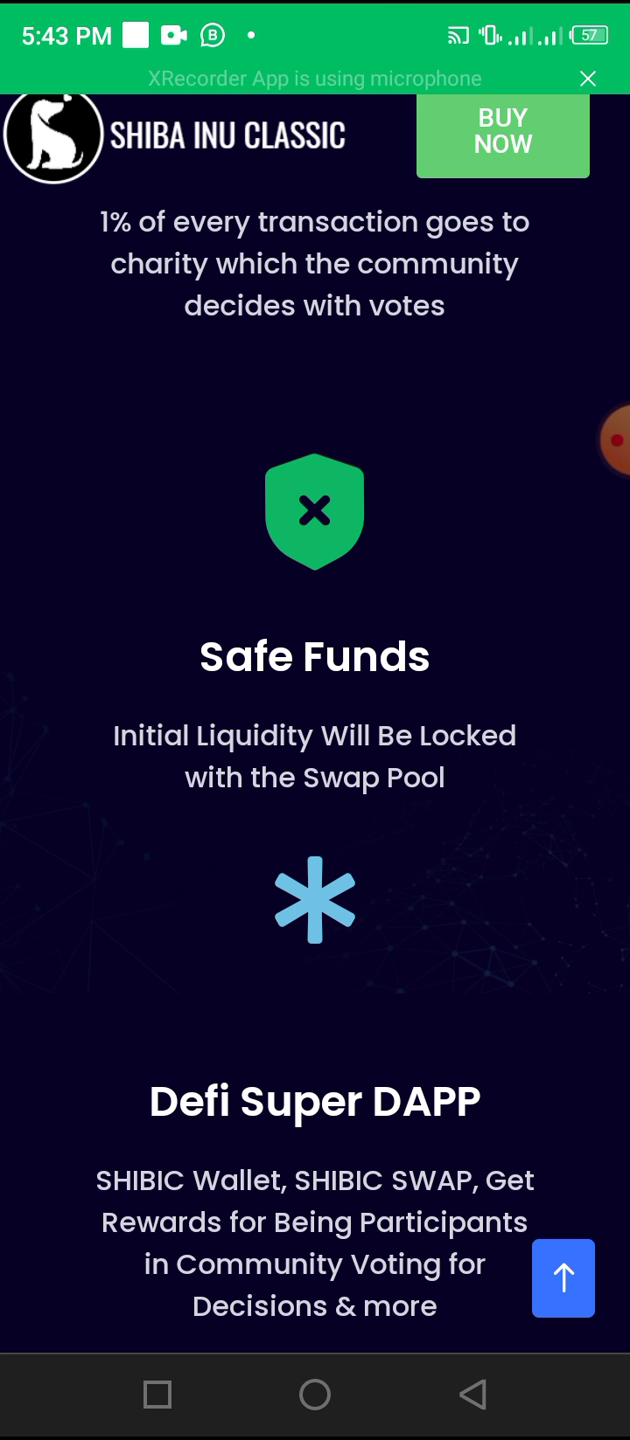 5:43 PM
57
XRecorder App is using microphone
SHIBA INU CLASSIC
BUY
NOW
1% of every transaction goes to
charity which the community
decides with votes
Safe Funds
Initial Liquidity Will Be Locked
with the Swap Pool
Defi Super DAPP
SHIBIC Wallet, SHIBIC SWAP, Get
Rewards for Being Participants
in Community Voting for
Decisions & more